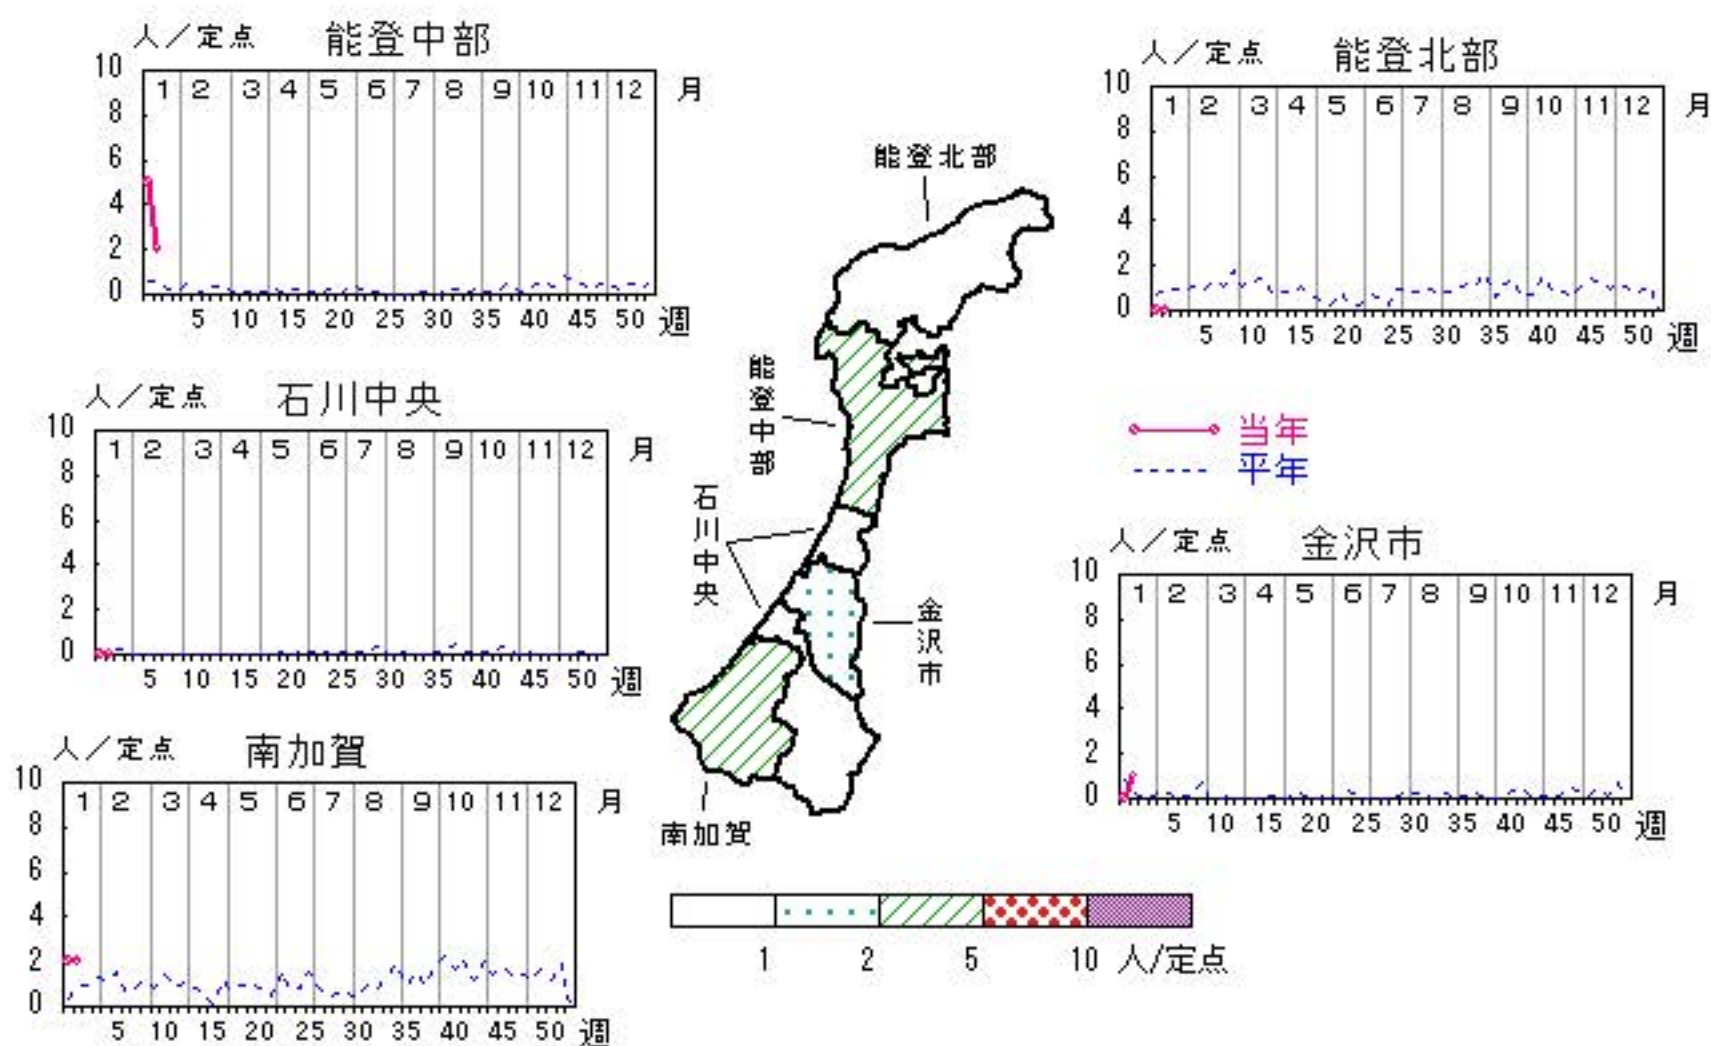 人／定点 能登中部
10 8 6 4 2 0
1 2 3 4 5 6 7 8 9 10 11 12 月
5 10 15 20 25 30 35 40 45 50 週
人／定点 能登北部
10 8 6 4 2 0
1 2 3 4 5 6 7 8 9 10 11 12 月
5 10 15 20 25 30 35 40 45 50 週
能登北部
能登中部
石川中央
金沢市
南加賀
人／定点 石川中央
10 8 6 4 2 0
1 2 3 4 5 6 7 8 9 10 11 12 月
5 10 15 20 25 30 35 40 45 50 週
当年
平年
人／定点 金沢市
10 8 6 4 2 0
1 2 3 4 5 6 7 8 9 10 11 12 月
5 10 15 20 25 30 35 40 45 50 週
人／定点 南加賀
10 8 6 4 2 0
1 2 3 4 5 6 7 8 9 10 11 12 月
5 10 15 20 25 30 35 40 45 50 週
1 2 5 10 人/定点